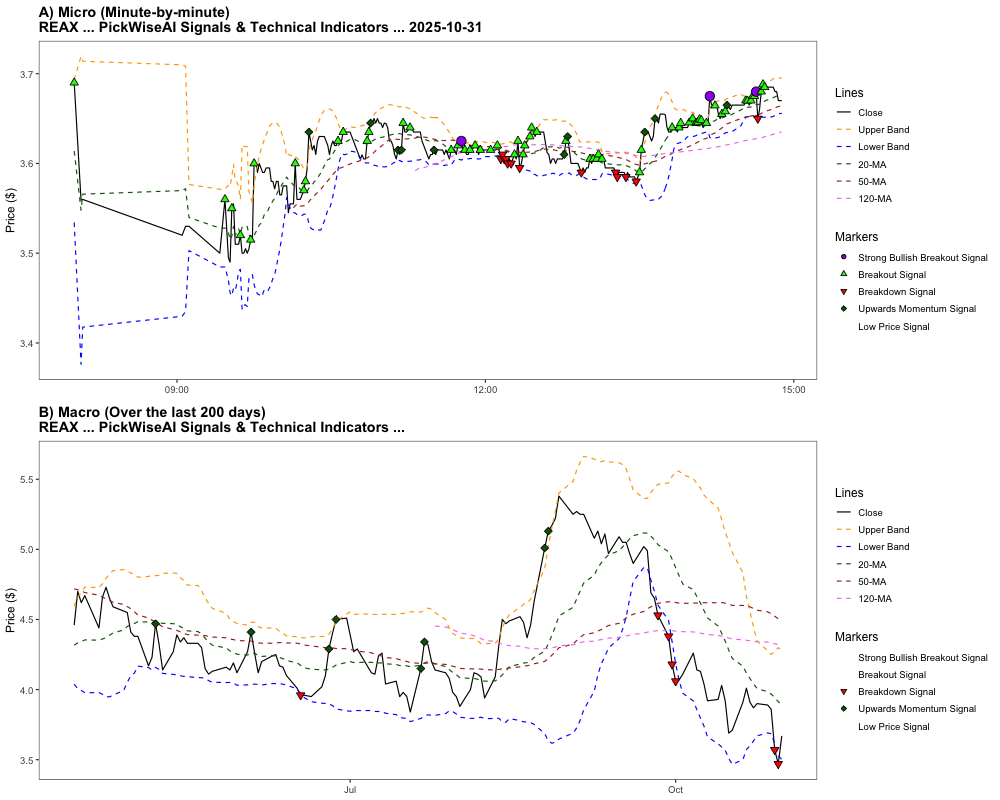 A) Micro (Minute-by-minute)
REAX ... PickWiseAI Signals & Technical Indicators ... 2025-10-31
Price ($)
3.7
3.6
3.5
3.4
09:00
12:00
15:00
Lines
Close
Upper Band
Lower Band
20-MA
50-MA
120-MA
Markers
Strong Bullish Breakout Signal
Breakout Signal
Breakdown Signal
Upwards Momentum Signal
Low Price Signal
B) Macro (Over the last 200 days)
REAX ... PickWiseAI Signals & Technical Indicators ...
Price ($)
5.5
5.0
4.5
4.0
3.5
Jul
Oct
Lines
Close
Upper Band
Lower Band
20-MA
50-MA
120-MA
Markers
Strong Bullish Breakout Signal
Breakout Signal
Breakdown Signal
Upwards Momentum Signal
Low Price Signal